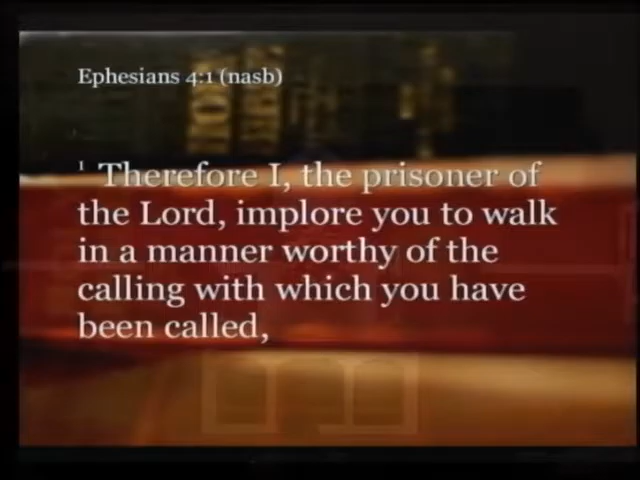 Ephesians 4:1 (nasb)
1 Therefore I, the prisoner of
the Lord, implore you to walk
in a manner worthy of the
calling with which you have
been called,